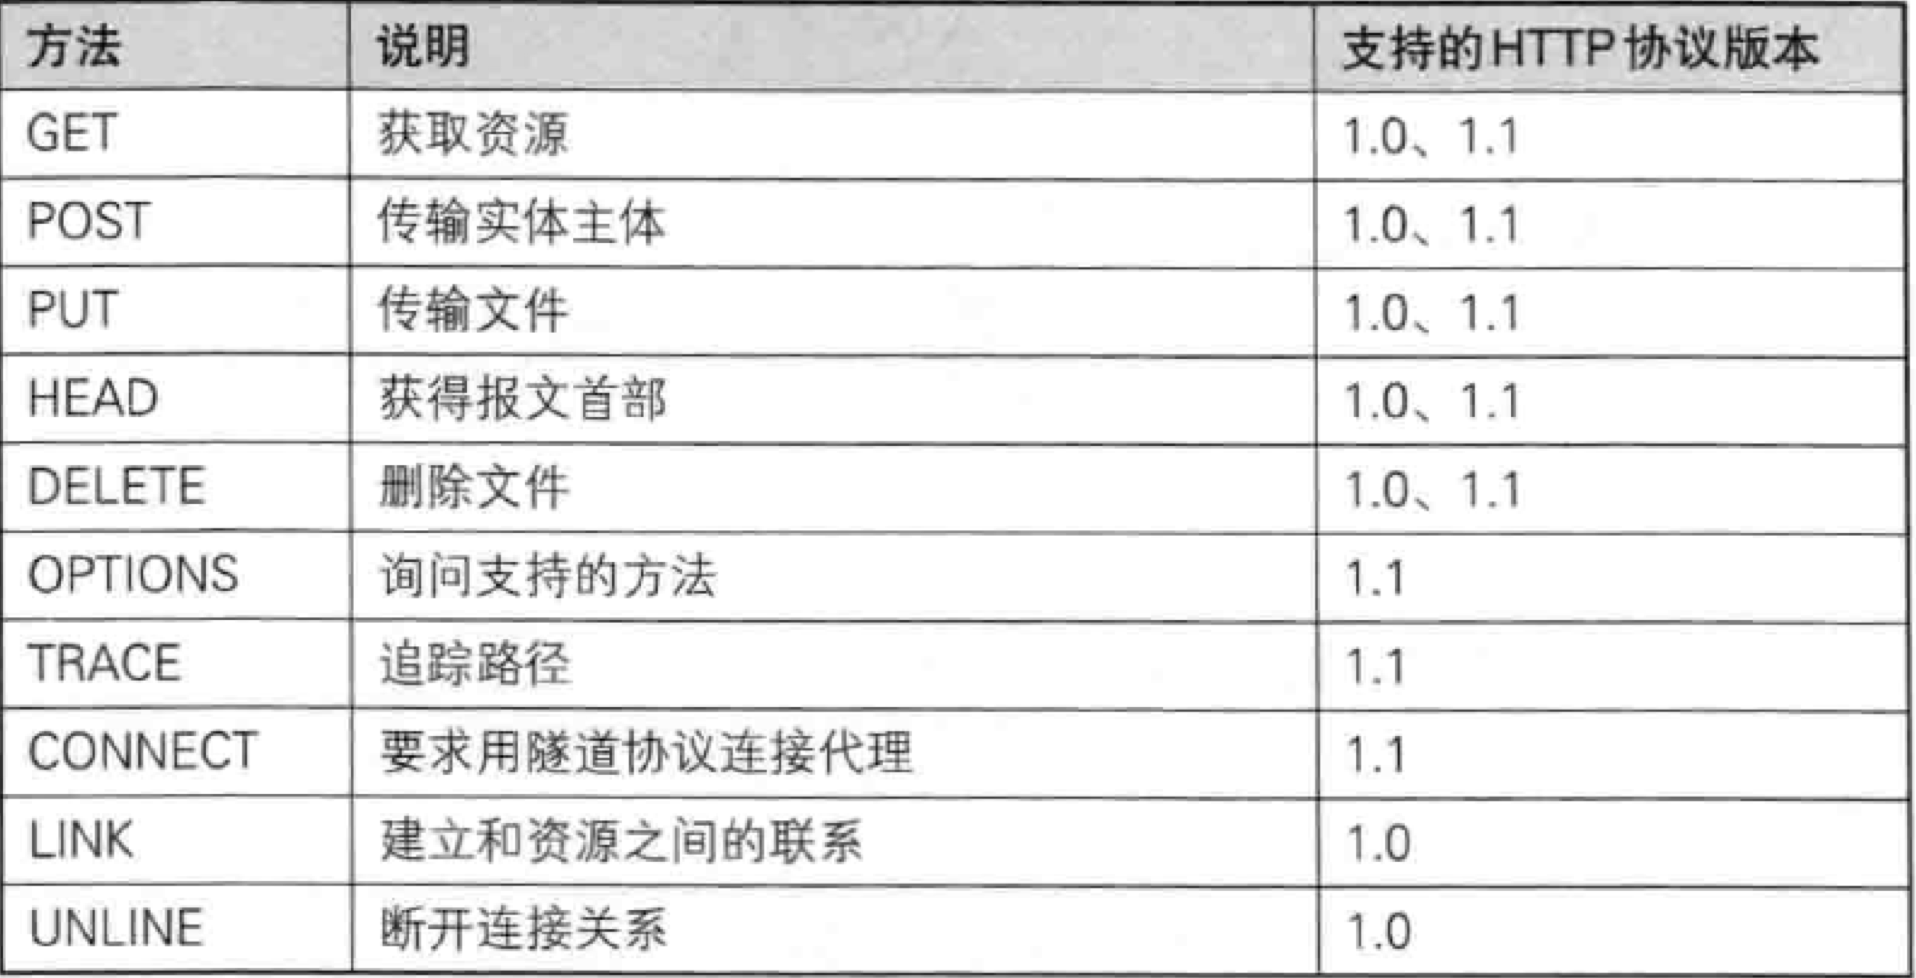 方法 说明 支持的HTTP协议版本
GET 获取资源 1.0、1.1
POST 传输实体主体 1.0、1.1
PUT 传输文件 1.0、1.1
HEAD 获得报文首部 1.0、1.1
DELETE 删除文件 1.0、1.1
OPTIONS 询问支持的方法 1.1
TRACE 追踪路径 1.1
CONNECT 要求用隧道协议连接代理 1.1
LINK 建立和资源之间的联系 1.0
UNLINE 断开连接关系 1.0